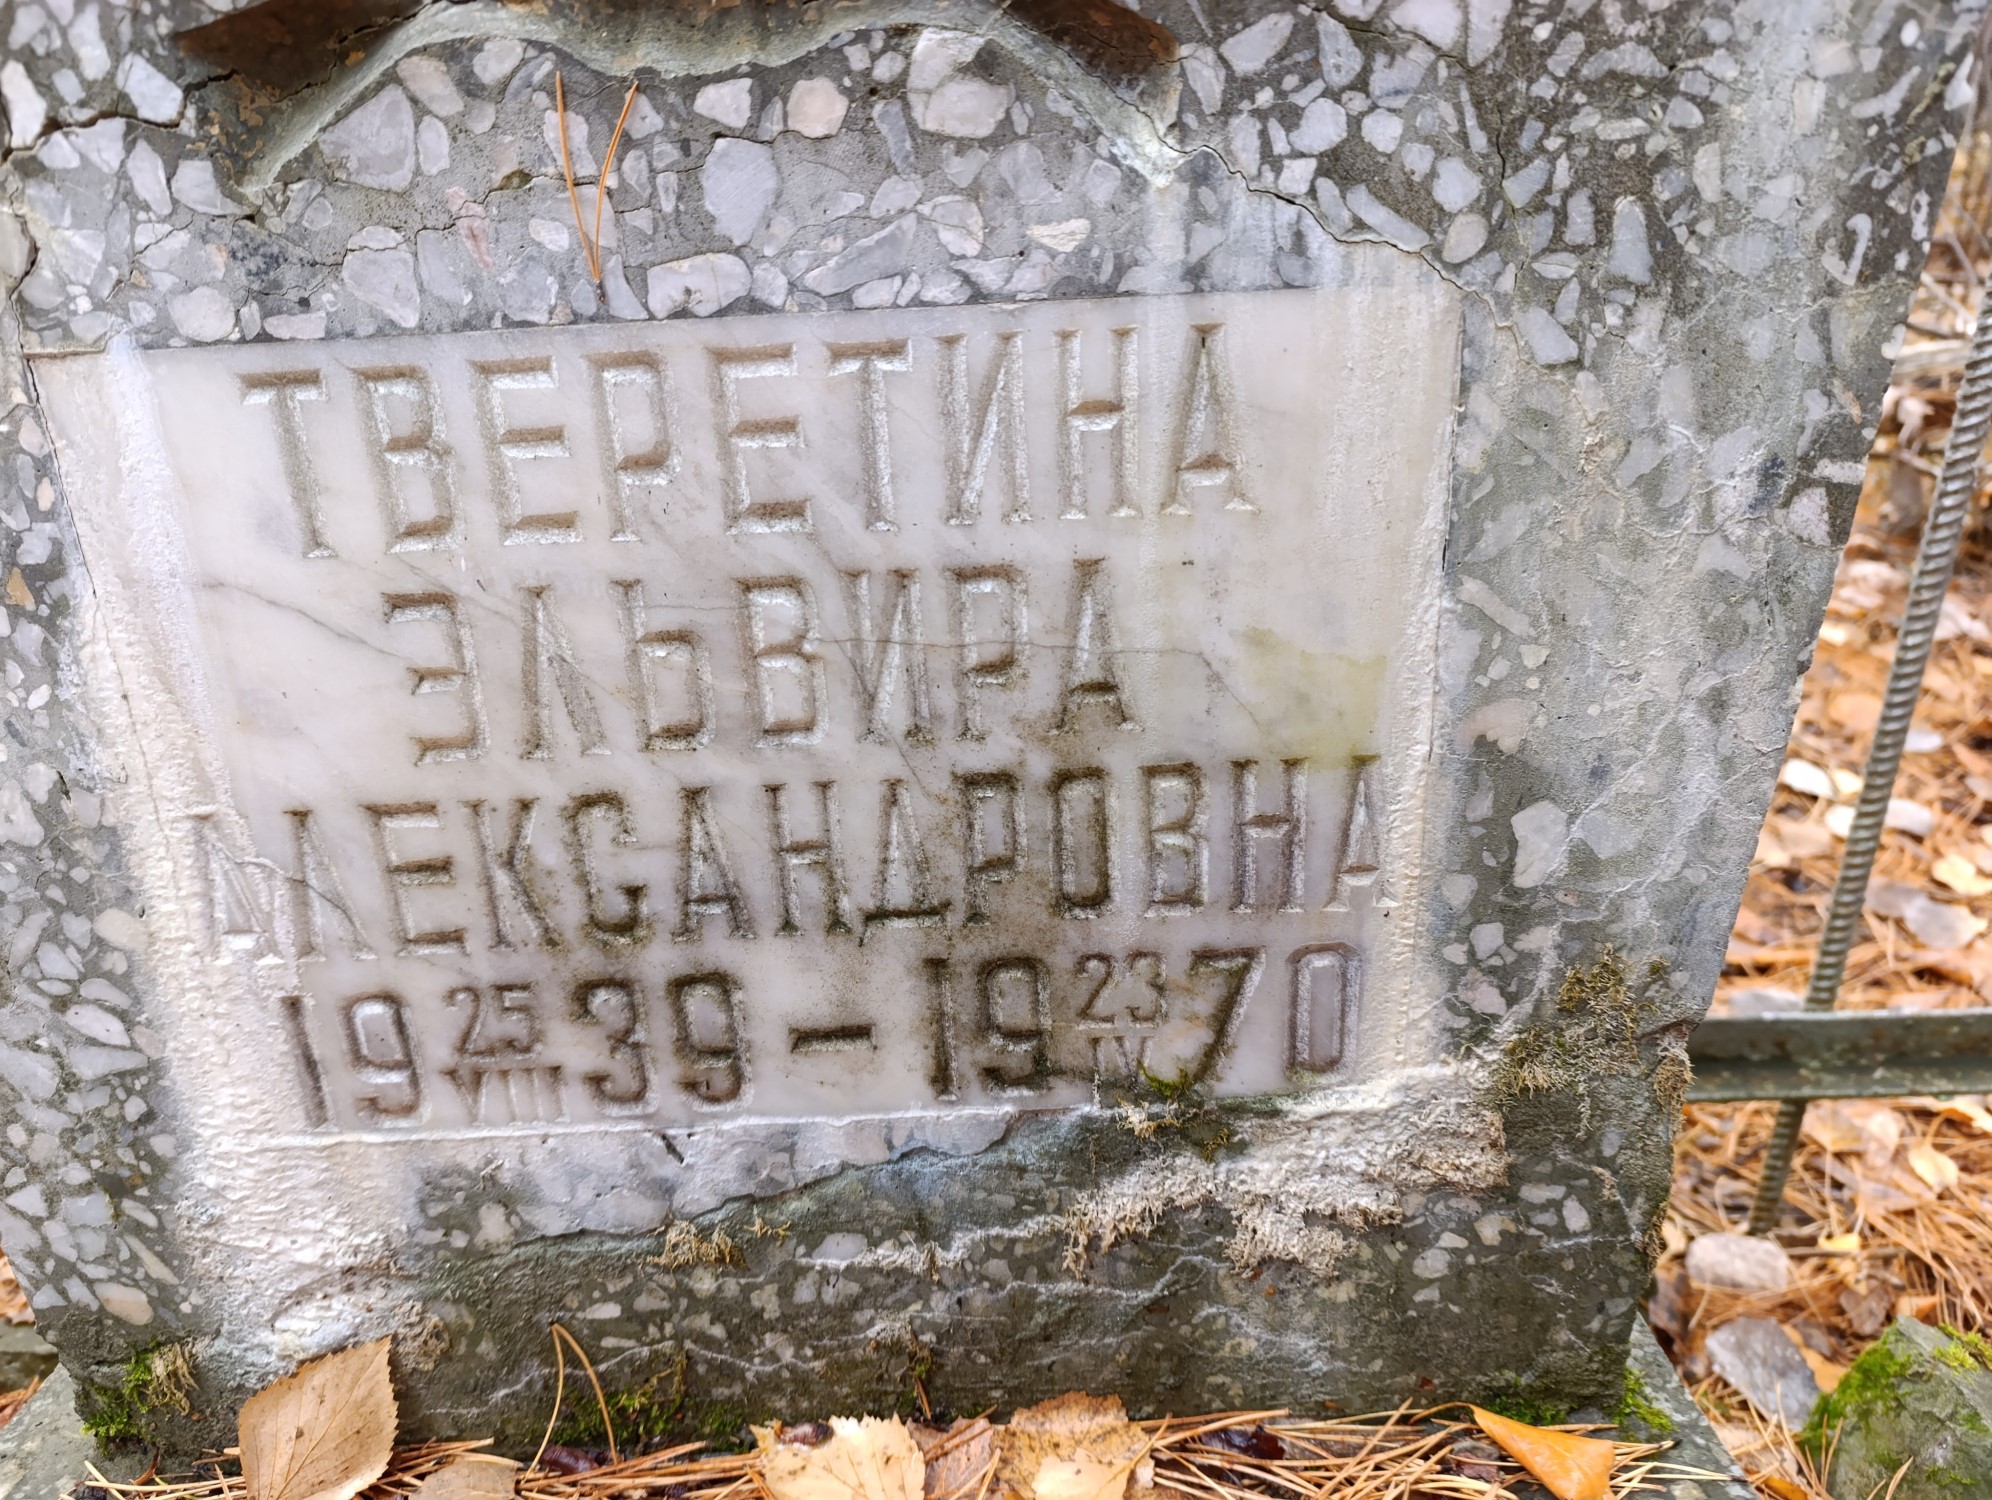 ТВЕРЕТИНА
ЭЛЬВИРА
АЛЕКСАНДРОВНА
19 25/VIII 39 – 19 23/IV 70